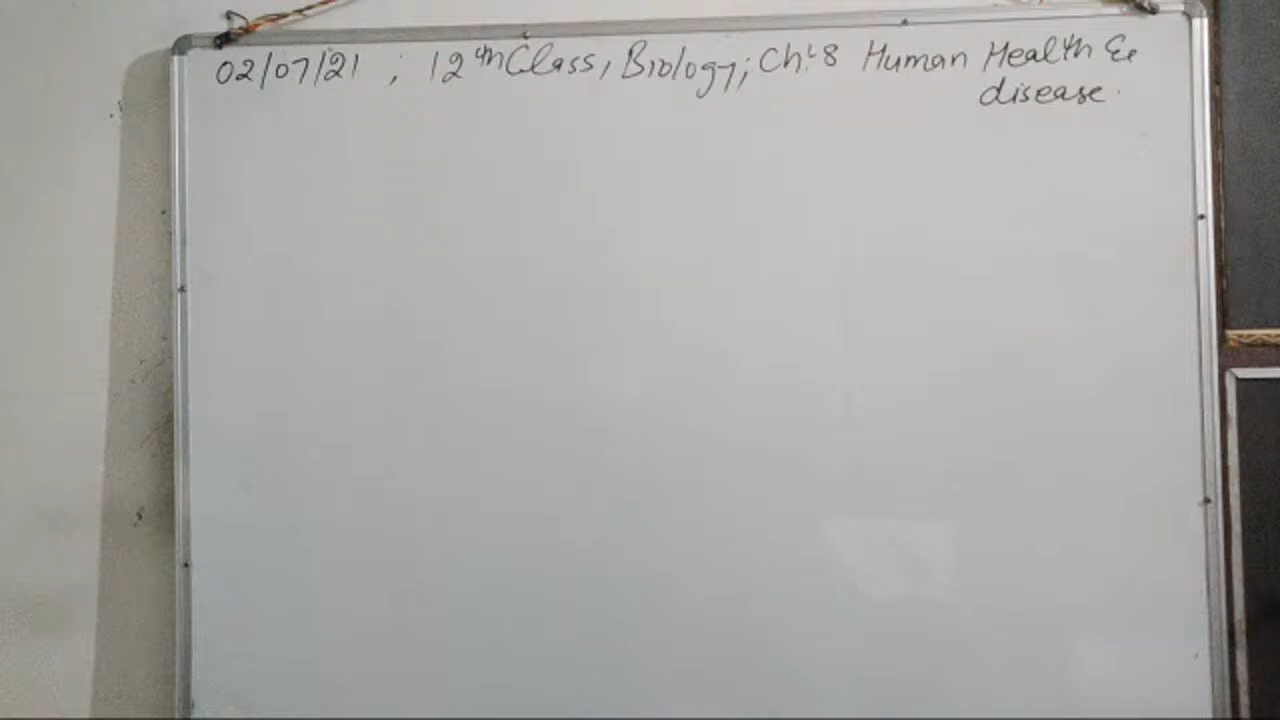 02/07/21 ; 12th Class, Biology; Ch:-8 Human Health &
disease.